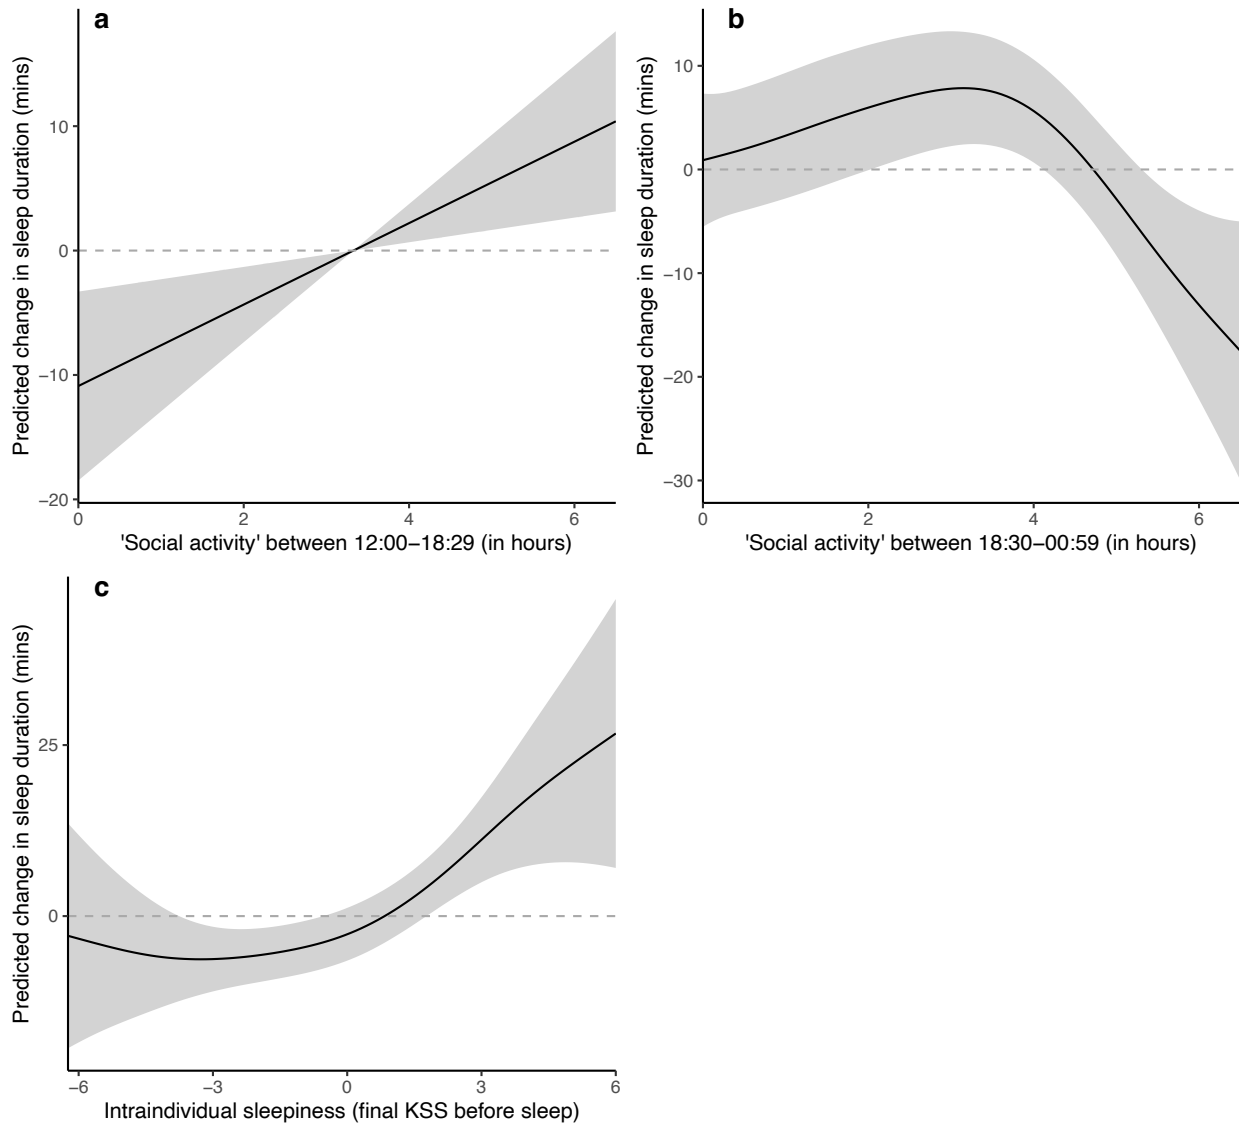 a
Predicted change in sleep duration (mins)
10
0
−10
−20
0 2 4 6
'Social activity' between 12:00−18:29 (in hours)
b
Predicted change in sleep duration (mins)
10
0
−10
−20
−30
0 2 4 6
'Social activity' between 18:30−00:59 (in hours)
c
Predicted change in sleep duration (mins)
25
0
−6 −3 0 3 6
Intraindividual sleepiness (final KSS before sleep)